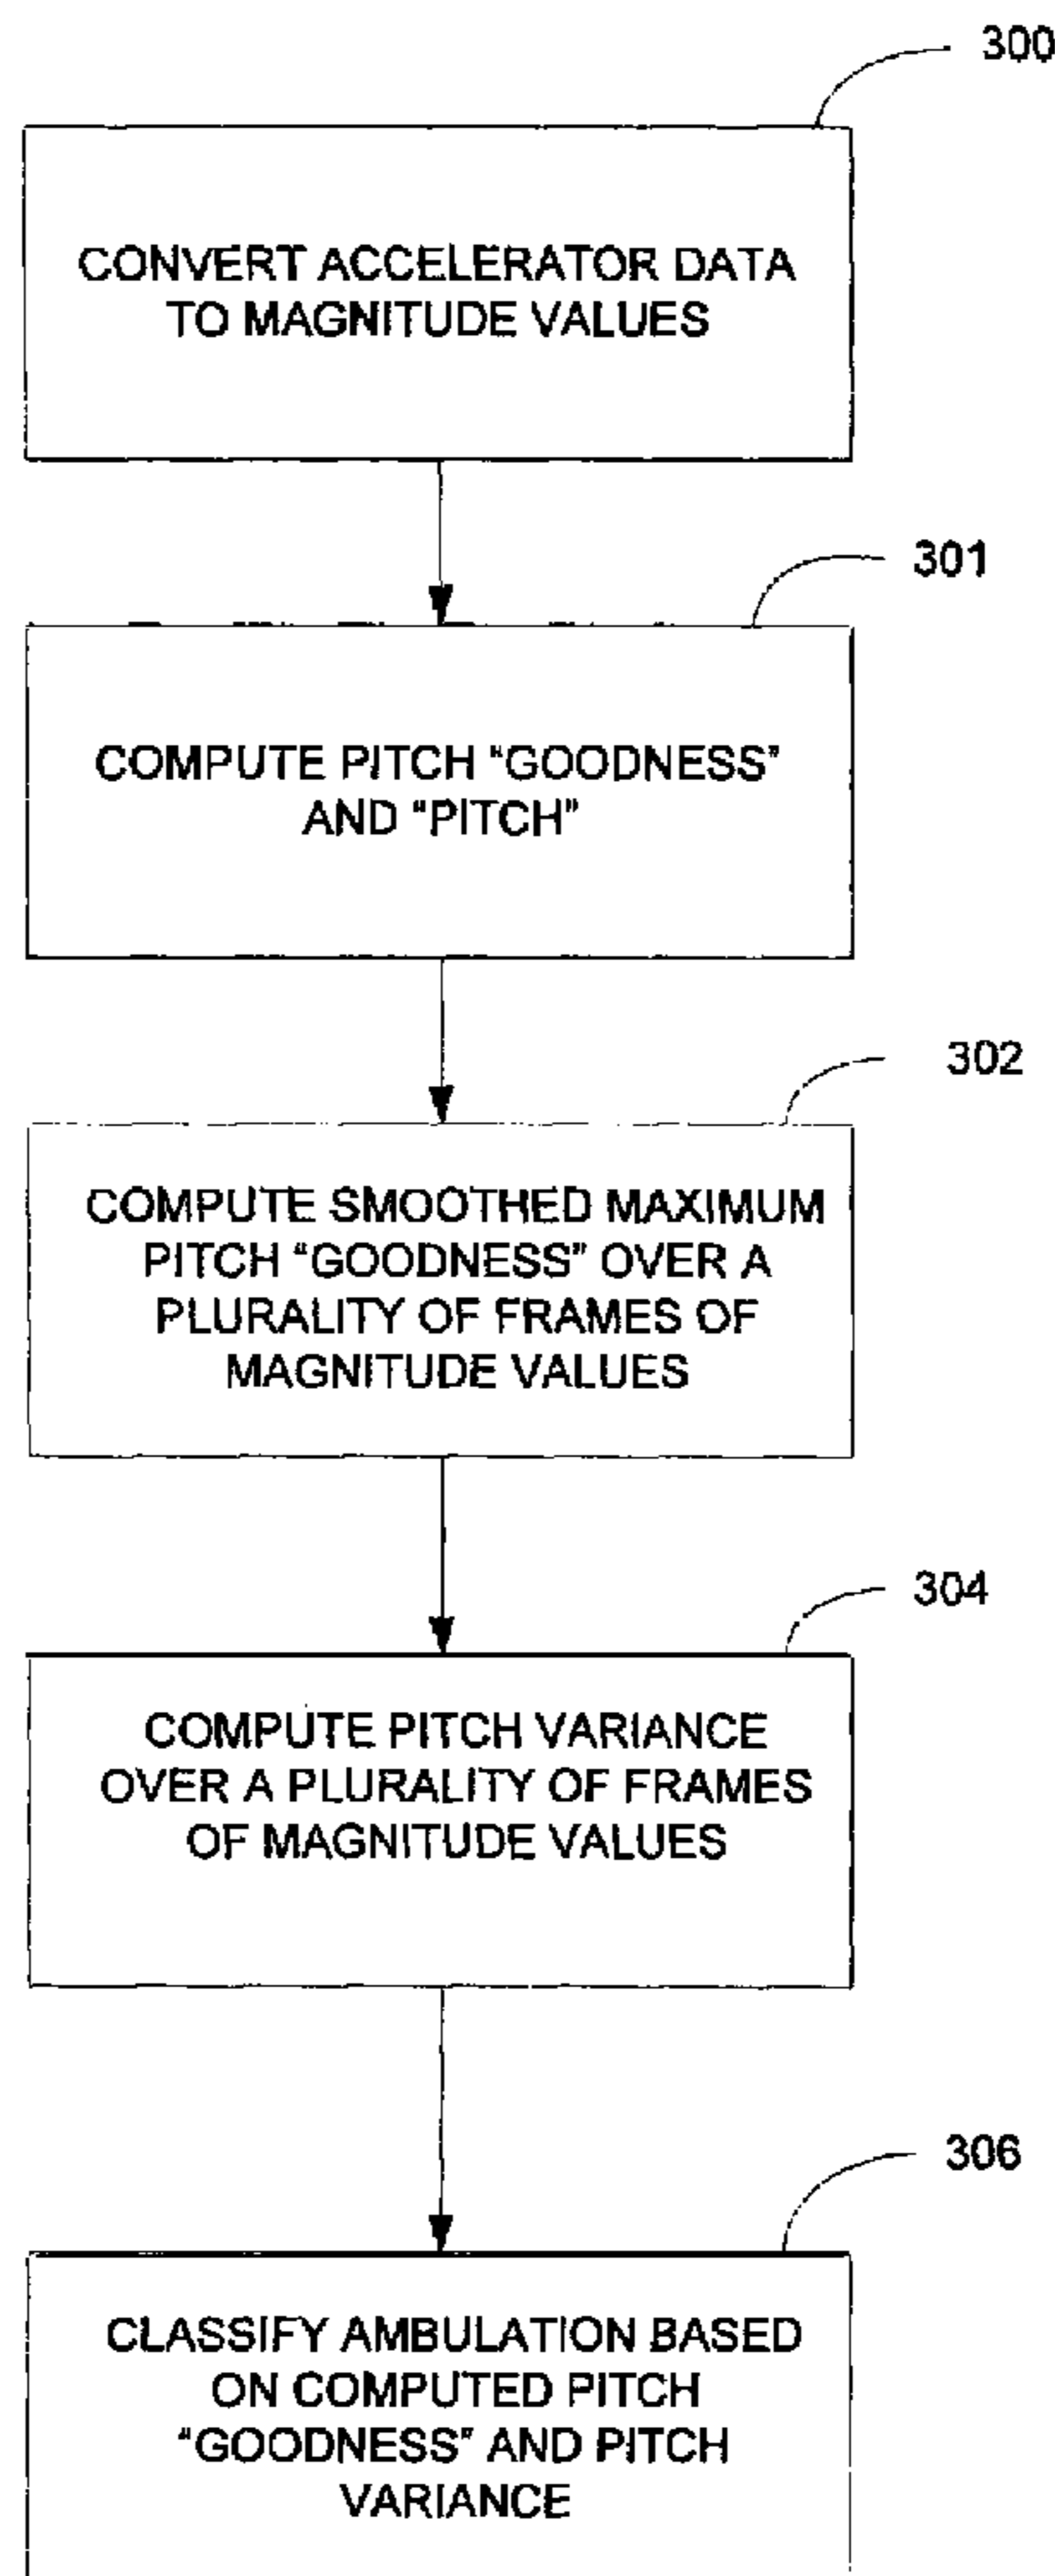 300
CONVERT ACCELERATOR DATA
TO MAGNITUDE VALUES
301
COMPUTE PITCH “GOODNESS”
AND “PITCH”
302
COMPUTE SMOOTHED MAXIMUM
PITCH “GOODNESS” OVER A
PLURALITY OF FRAMES OF
MAGNITUDE VALUES
304
COMPUTE PITCH VARIANCE
OVER A PLURALITY OF FRAMES
OF MAGNITUDE VALUES
306
CLASSIFY AMBULATION BASED
ON COMPUTED PITCH
“GOODNESS” AND PITCH
VARIANCE